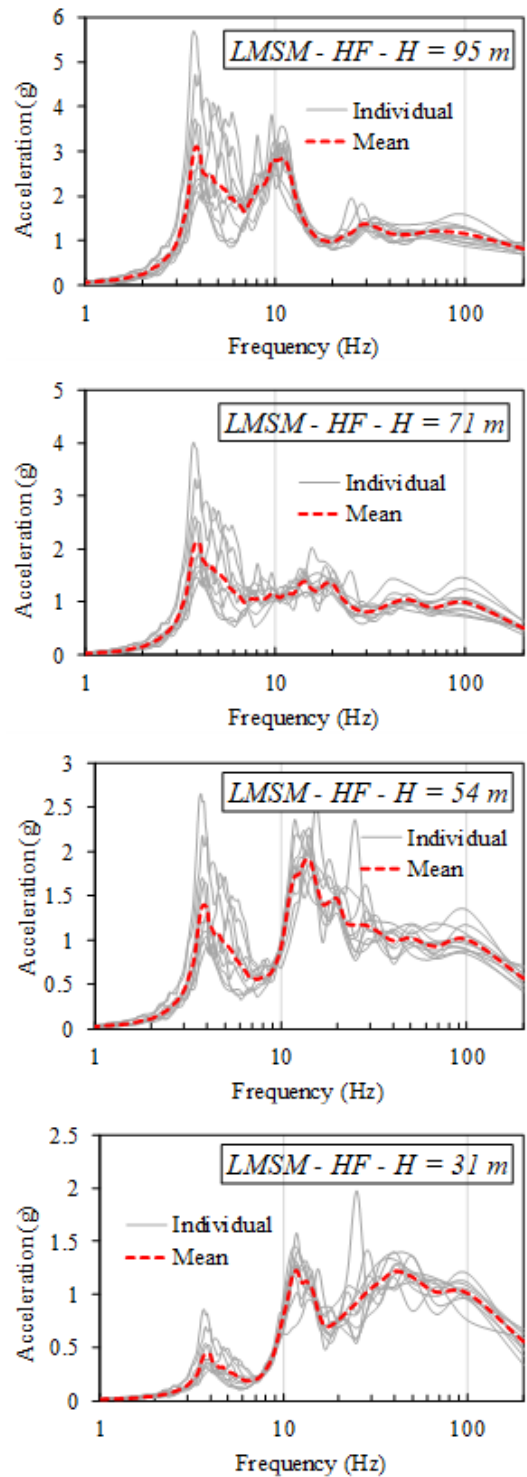 6
LMSM - HF - H = 95 m
5
Individual
4
Mean
3
2
1
0
Acceleration (g)
1 10 100
Frequency (Hz)
5
LMSM - HF - H = 71 m
4
Individual
3
Mean
2
1
0
Acceleration (g)
1 10 100
Frequency (Hz)
3
LMSM - HF - H = 54 m
2.5
Individual
2
Mean
1.5
1
0.5
0
Acceleration (g)
1 10 100
Frequency (Hz)
2.5
LMSM - HF - H = 31 m
2
Individual
1.5
Mean
1
0.5
0
Acceleration (g)
1 10 100
Frequency (Hz)